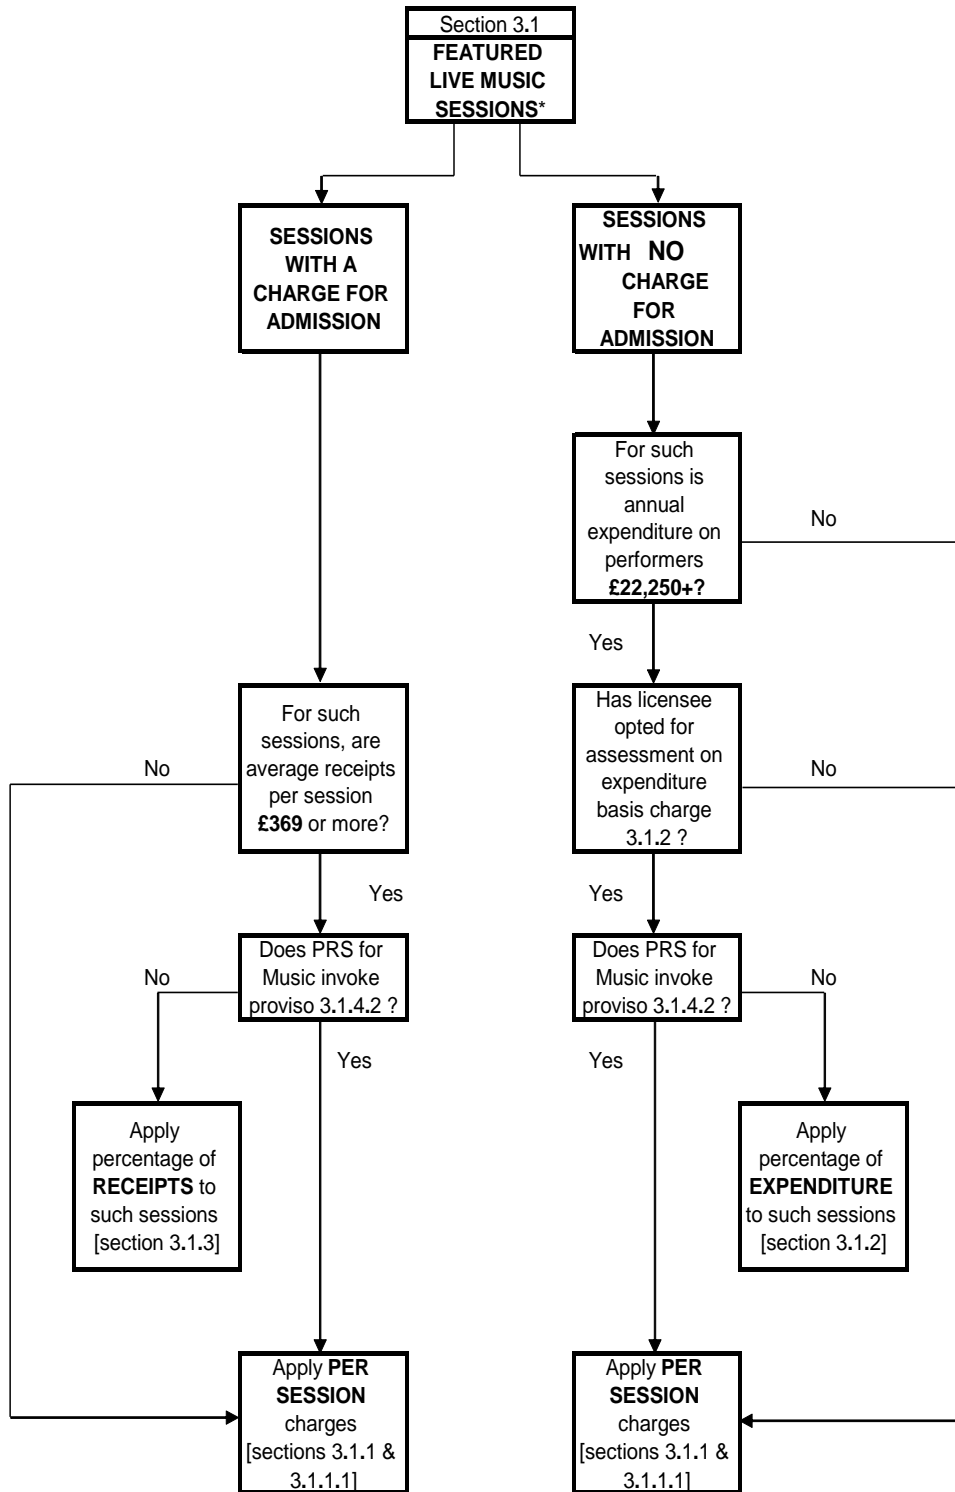 Section 3.1
FEATURED
LIVE MUSIC
SESSIONS*
SESSIONS
WITH A
CHARGE FOR
ADMISSION
SESSIONS
WITH NO
CHARGE
FOR
ADMISSION
For such
sessions is
annual
expenditure on
performers
£22,250+?
No
Yes
For such
sessions, are
average receipts
per session
£369 or more?
No
Yes
Has licensee
opted for
assessment on
expenditure
basis charge
3.1.2 ?
No
Yes
Does PRS for
Music invoke
proviso 3.1.4.2 ?
No
Yes
Does PRS for
Music invoke
proviso 3.1.4.2 ?
No
Yes
Apply
percentage of
RECEIPTS to
such sessions
[section 3.1.3]
Apply
percentage of
EXPENDITURE
to such sessions
[section 3.1.2]
Apply PER
SESSION
charges
[sections 3.1.1 &
3.1.1.1]
Apply PER
SESSION
charges
[sections 3.1.1 &
3.1.1.1]